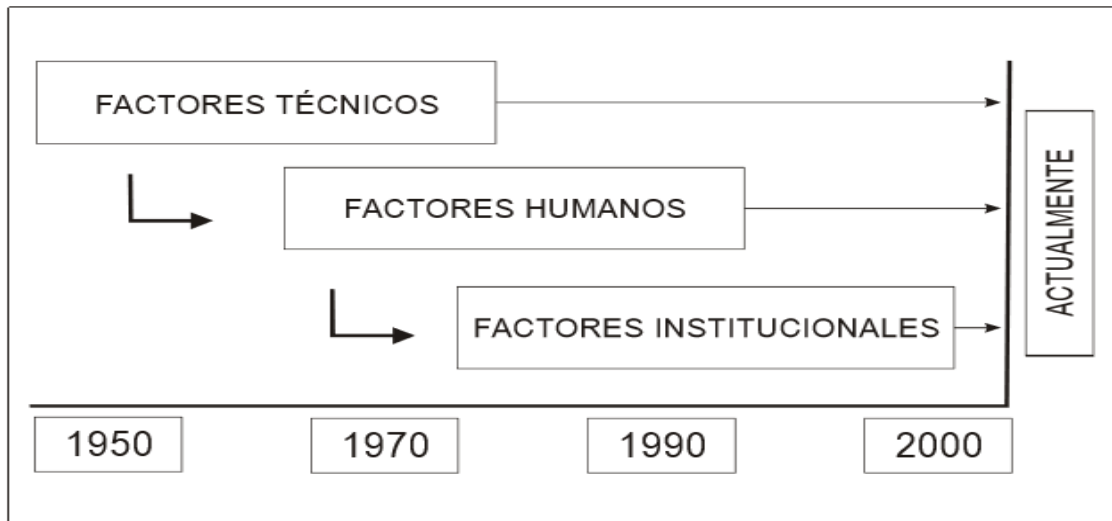 FACTORES TÉCNICOS
FACTORES HUMANOS
FACTORES INSTITUCIONALES
ACTUALMENTE
1950
1970
1990
2000